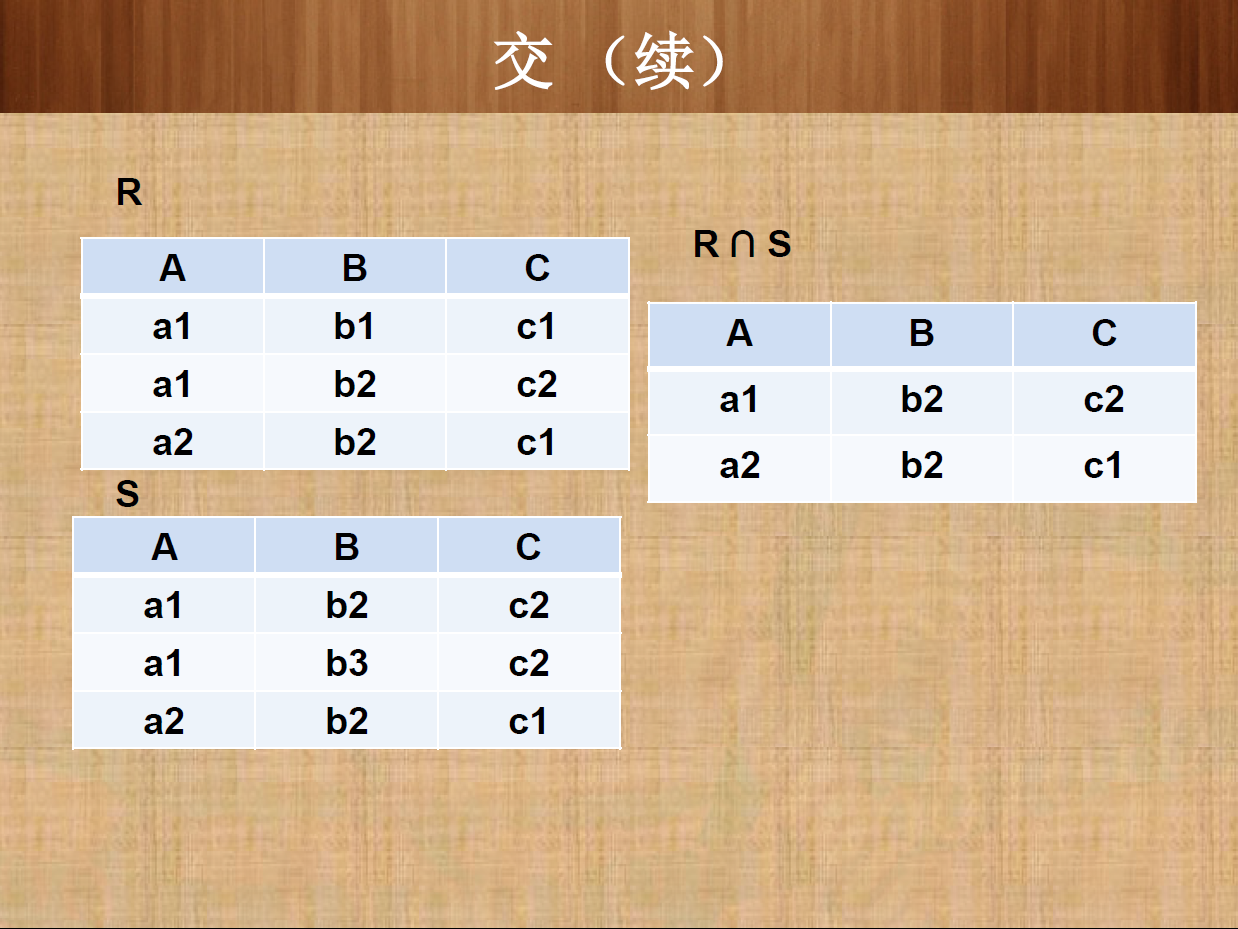 交 （续）
R
A B C
a1 b1 c1
a1 b2 c2
a2 b2 c1
S
A B C
a1 b2 c2
a1 b3 c2
a2 b2 c1
R ∩ S
A B C
a1 b2 c2
a2 b2 c1